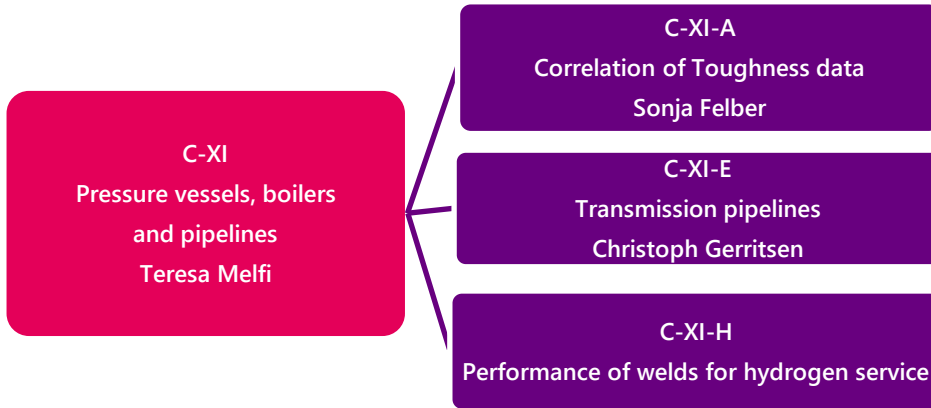 C-XI
Pressure vessels, boilers
and pipelines
Teresa Melfi
C-XI-A
Correlation of Toughness data
Sonja Felber
C-XI-E
Transmission pipelines
Christoph Gerritsen
C-XI-H
Performance of welds for hydrogen service